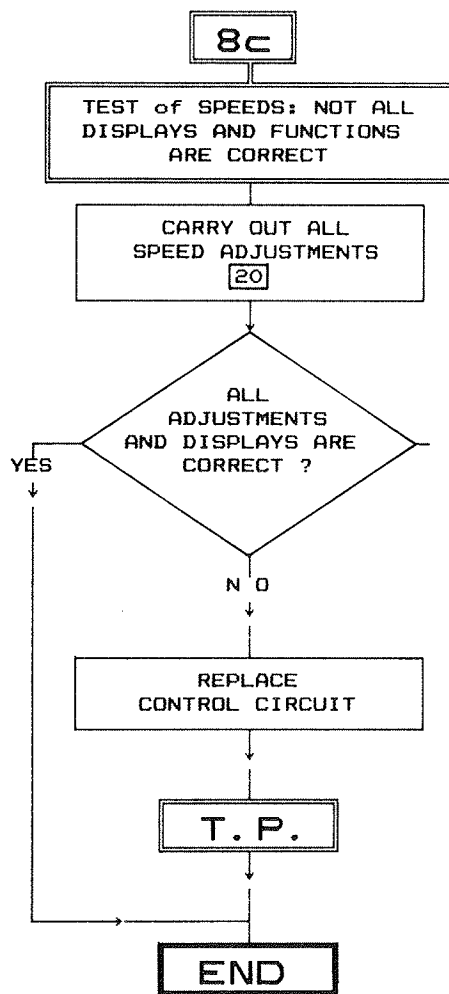 8c
TEST of SPEEDS: NOT ALL
DISPLAYS AND FUNCTIONS
ARE CORRECT
CARRY OUT ALL
SPEED ADJUSTMENTS
20
ALL
ADJUSTMENTS
AND DISPLAYS ARE
CORRECT ?
YES
N O
REPLACE
CONTROL CIRCUIT
T. P.
END